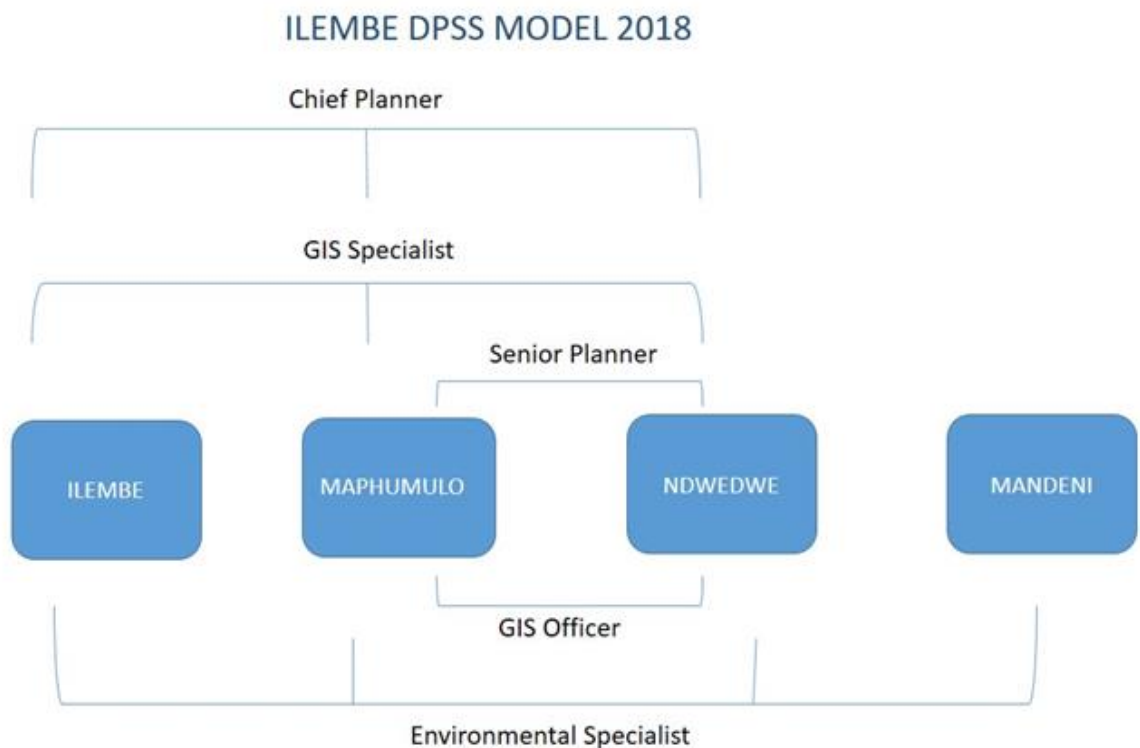 ILEMBE DPSS MODEL 2018
Chief Planner
GIS Specialist
Senior Planner
ILEMBE
MAPHUMULO
NDWEDWE
MANDENI
GIS Officer
Environmental Specialist